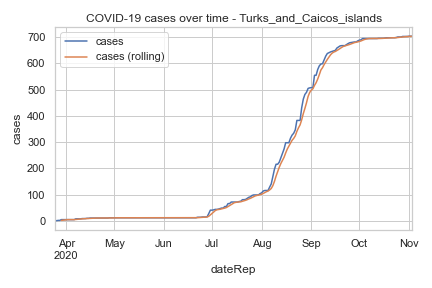 COVID-19 cases over time - Turks_and_Caicos_islands
cases
cases (rolling)
700
600
500
400
300
200
100
0
cases
Apr May Jun Jul Aug Sep Oct Nov
2020
dateRep